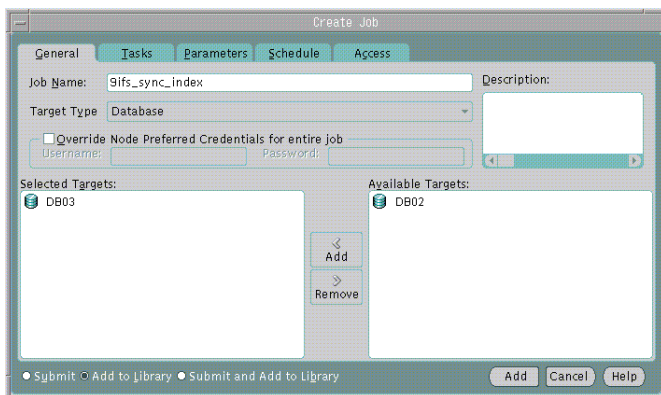 Create Job
General Tasks Parameters Schedule Access
Job Name: 9ifs_sync_index
Description:
Target Type Database
Override Node Preferred Credentials for entire job
Username: Password:
Selected Targets:
Available Targets:
DB03
DB02
Add
Remove
Submit Add to Library Submit and Add to Library
Add Cancel Help